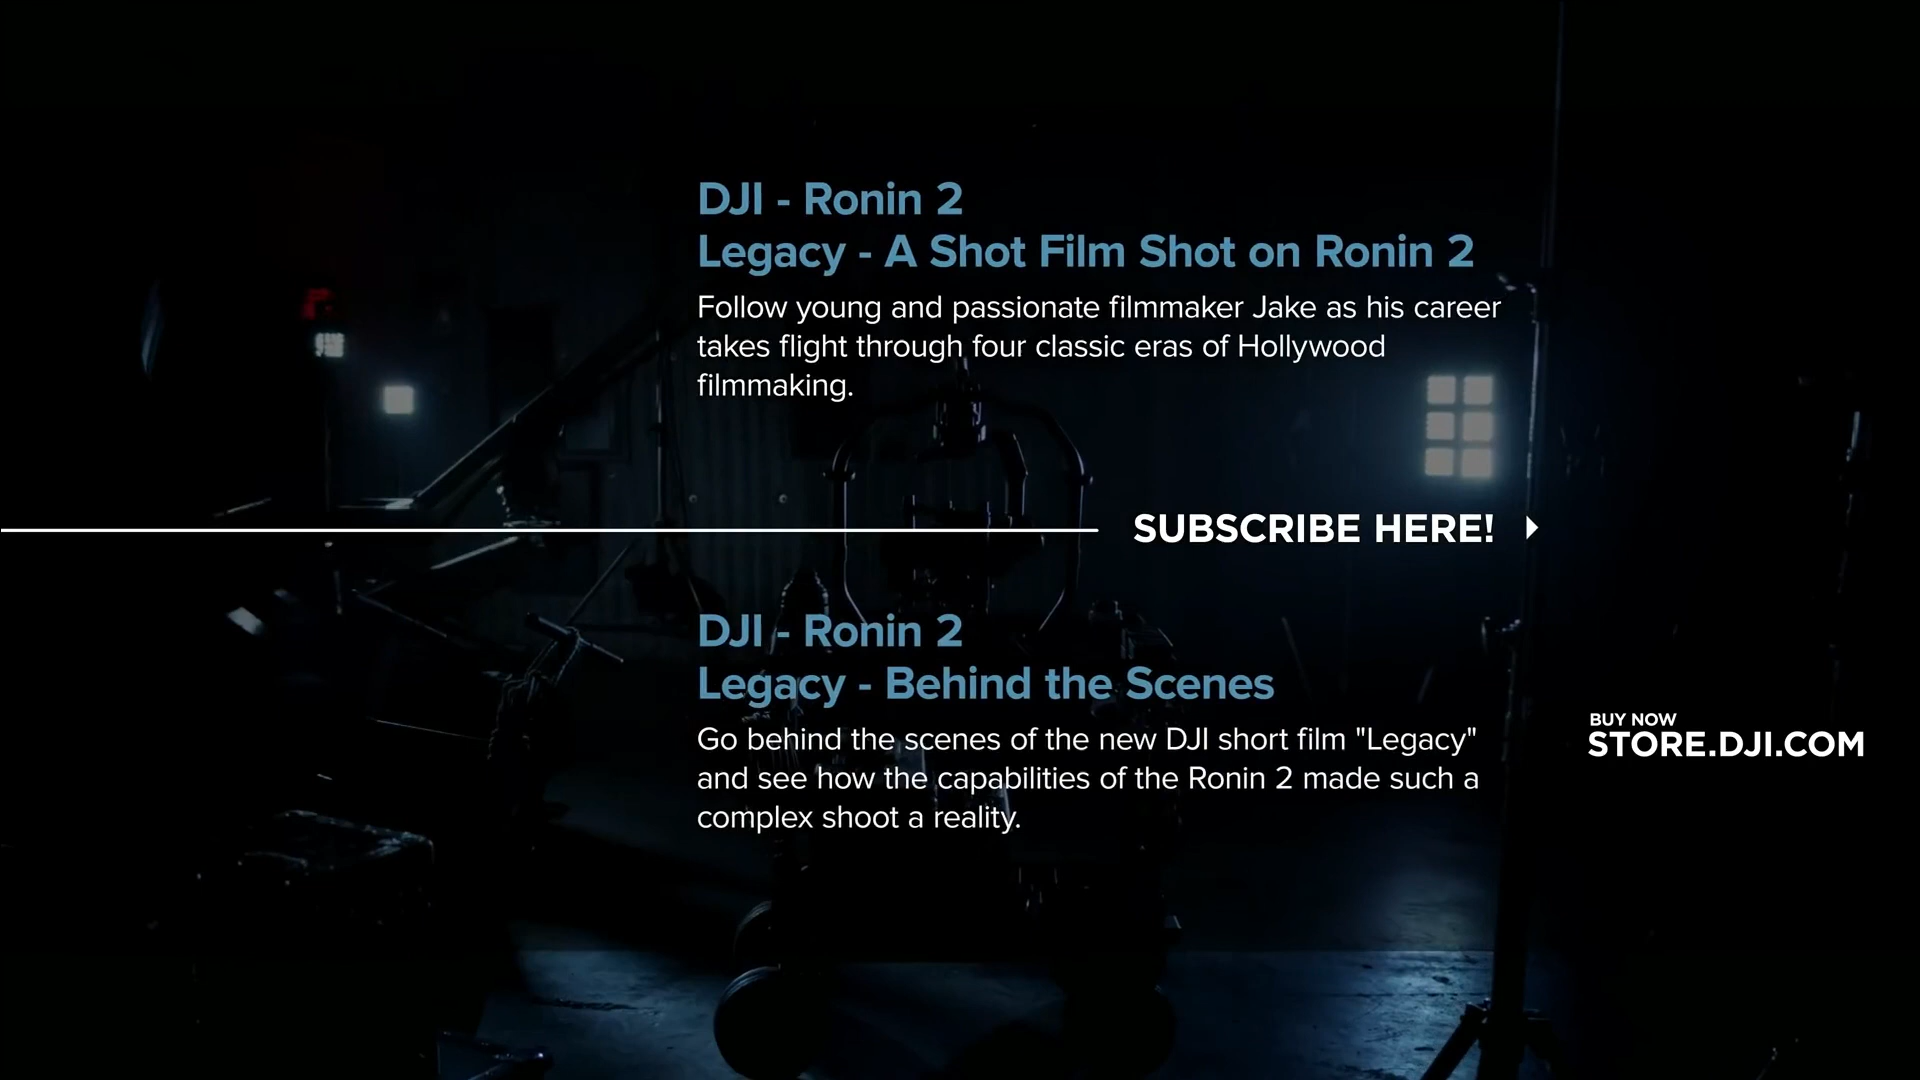 DJI - Ronin 2
Legacy - A Shot Film Shot on Ronin 2
Follow young and passionate filmmaker Jake as his career
takes flight through four classic eras of Hollywood
filmmaking.
SUBSCRIBE HERE!
DJI - Ronin 2
Legacy - Behind the Scenes
Go behind the scenes of the new DJI short film "Legacy"
and see how the capabilities of the Ronin 2 made such a
complex shoot a reality.
BUY NOW
STORE.DJI.COM